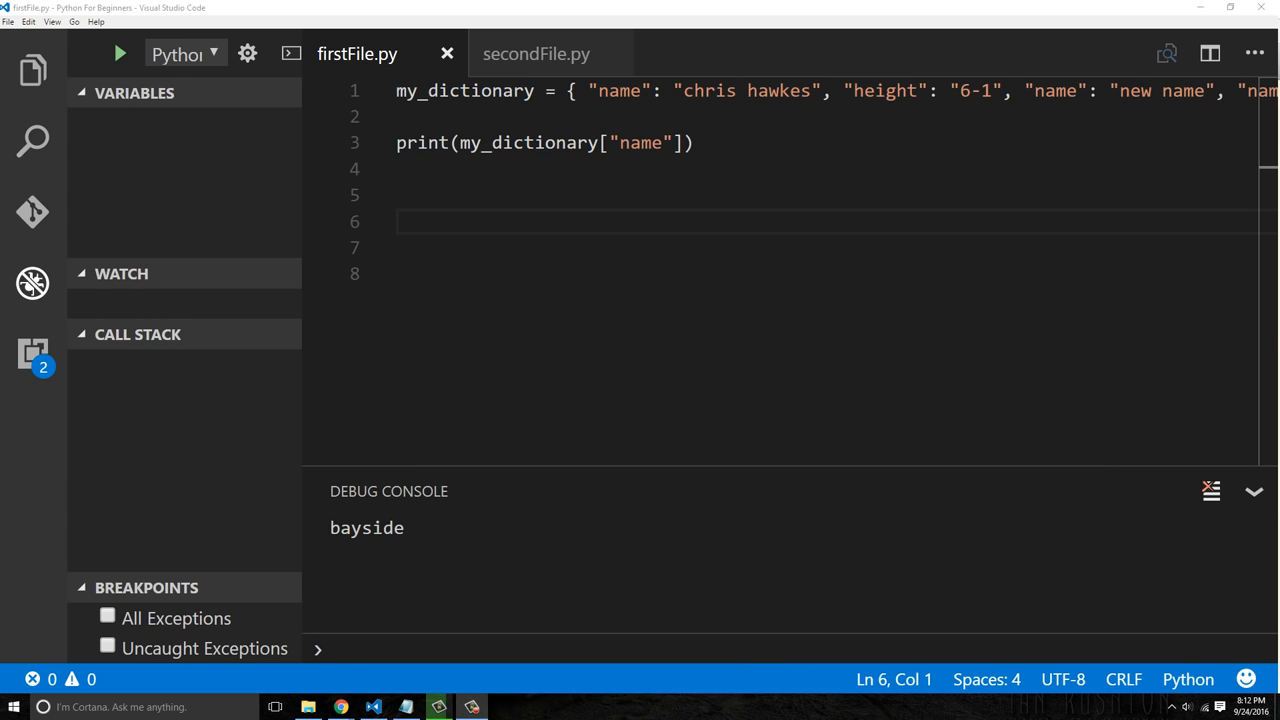 firstFile.py - Python For Beginners - Visual Studio Code
File Edit View Go Help
Python
firstFile.py
secondFile.py
VARIABLES
WATCH
CALL STACK
BREAKPOINTS
All Exceptions
Uncaught Exceptions
2
1 my_dictionary = { "name": "chris hawkes", "height": "6-1", "name": "new name", "nam
2
3 print(my_dictionary["name"])
4
5
6
7
8
DEBUG CONSOLE
bayside
0 0
Ln 6, Col 1 Spaces: 4 UTF-8 CRLF Python
I'm Cortana. Ask me anything.
8:12 PM
9/24/2016